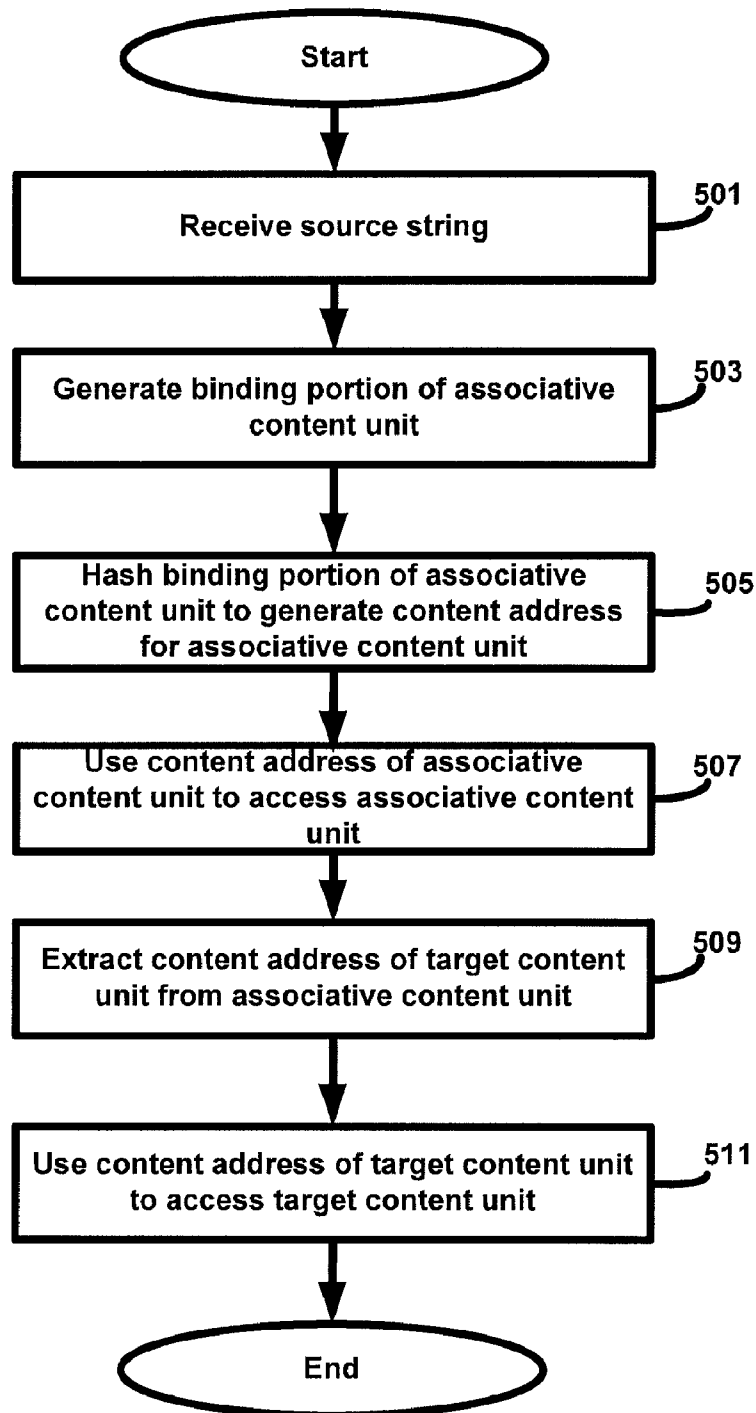 Start
Receive source string
501
Generate binding portion of associative
content unit
503
Hash binding portion of associative
content unit to generate content address
for associative content unit
505
Use content address of associative
content unit to access associative content
unit
507
Extract content address of target content
unit from associative content unit
509
Use content address of target content unit
to access target content unit
511
End